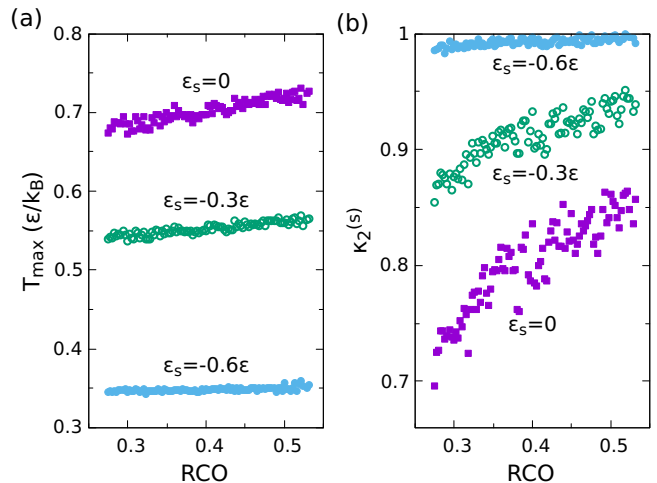 (a)
0.8
0.7
0.6
0.5
0.4
0.3
T_max (ε/k_B)
ε_s=0
ε_s=-0.3ε
ε_s=-0.6ε
0.3 0.4 0.5
RCO
(b)
1
0.9
0.8
0.7
κ_2^(s)
ε_s=-0.6ε
ε_s=-0.3ε
ε_s=0
0.3 0.4 0.5
RCO